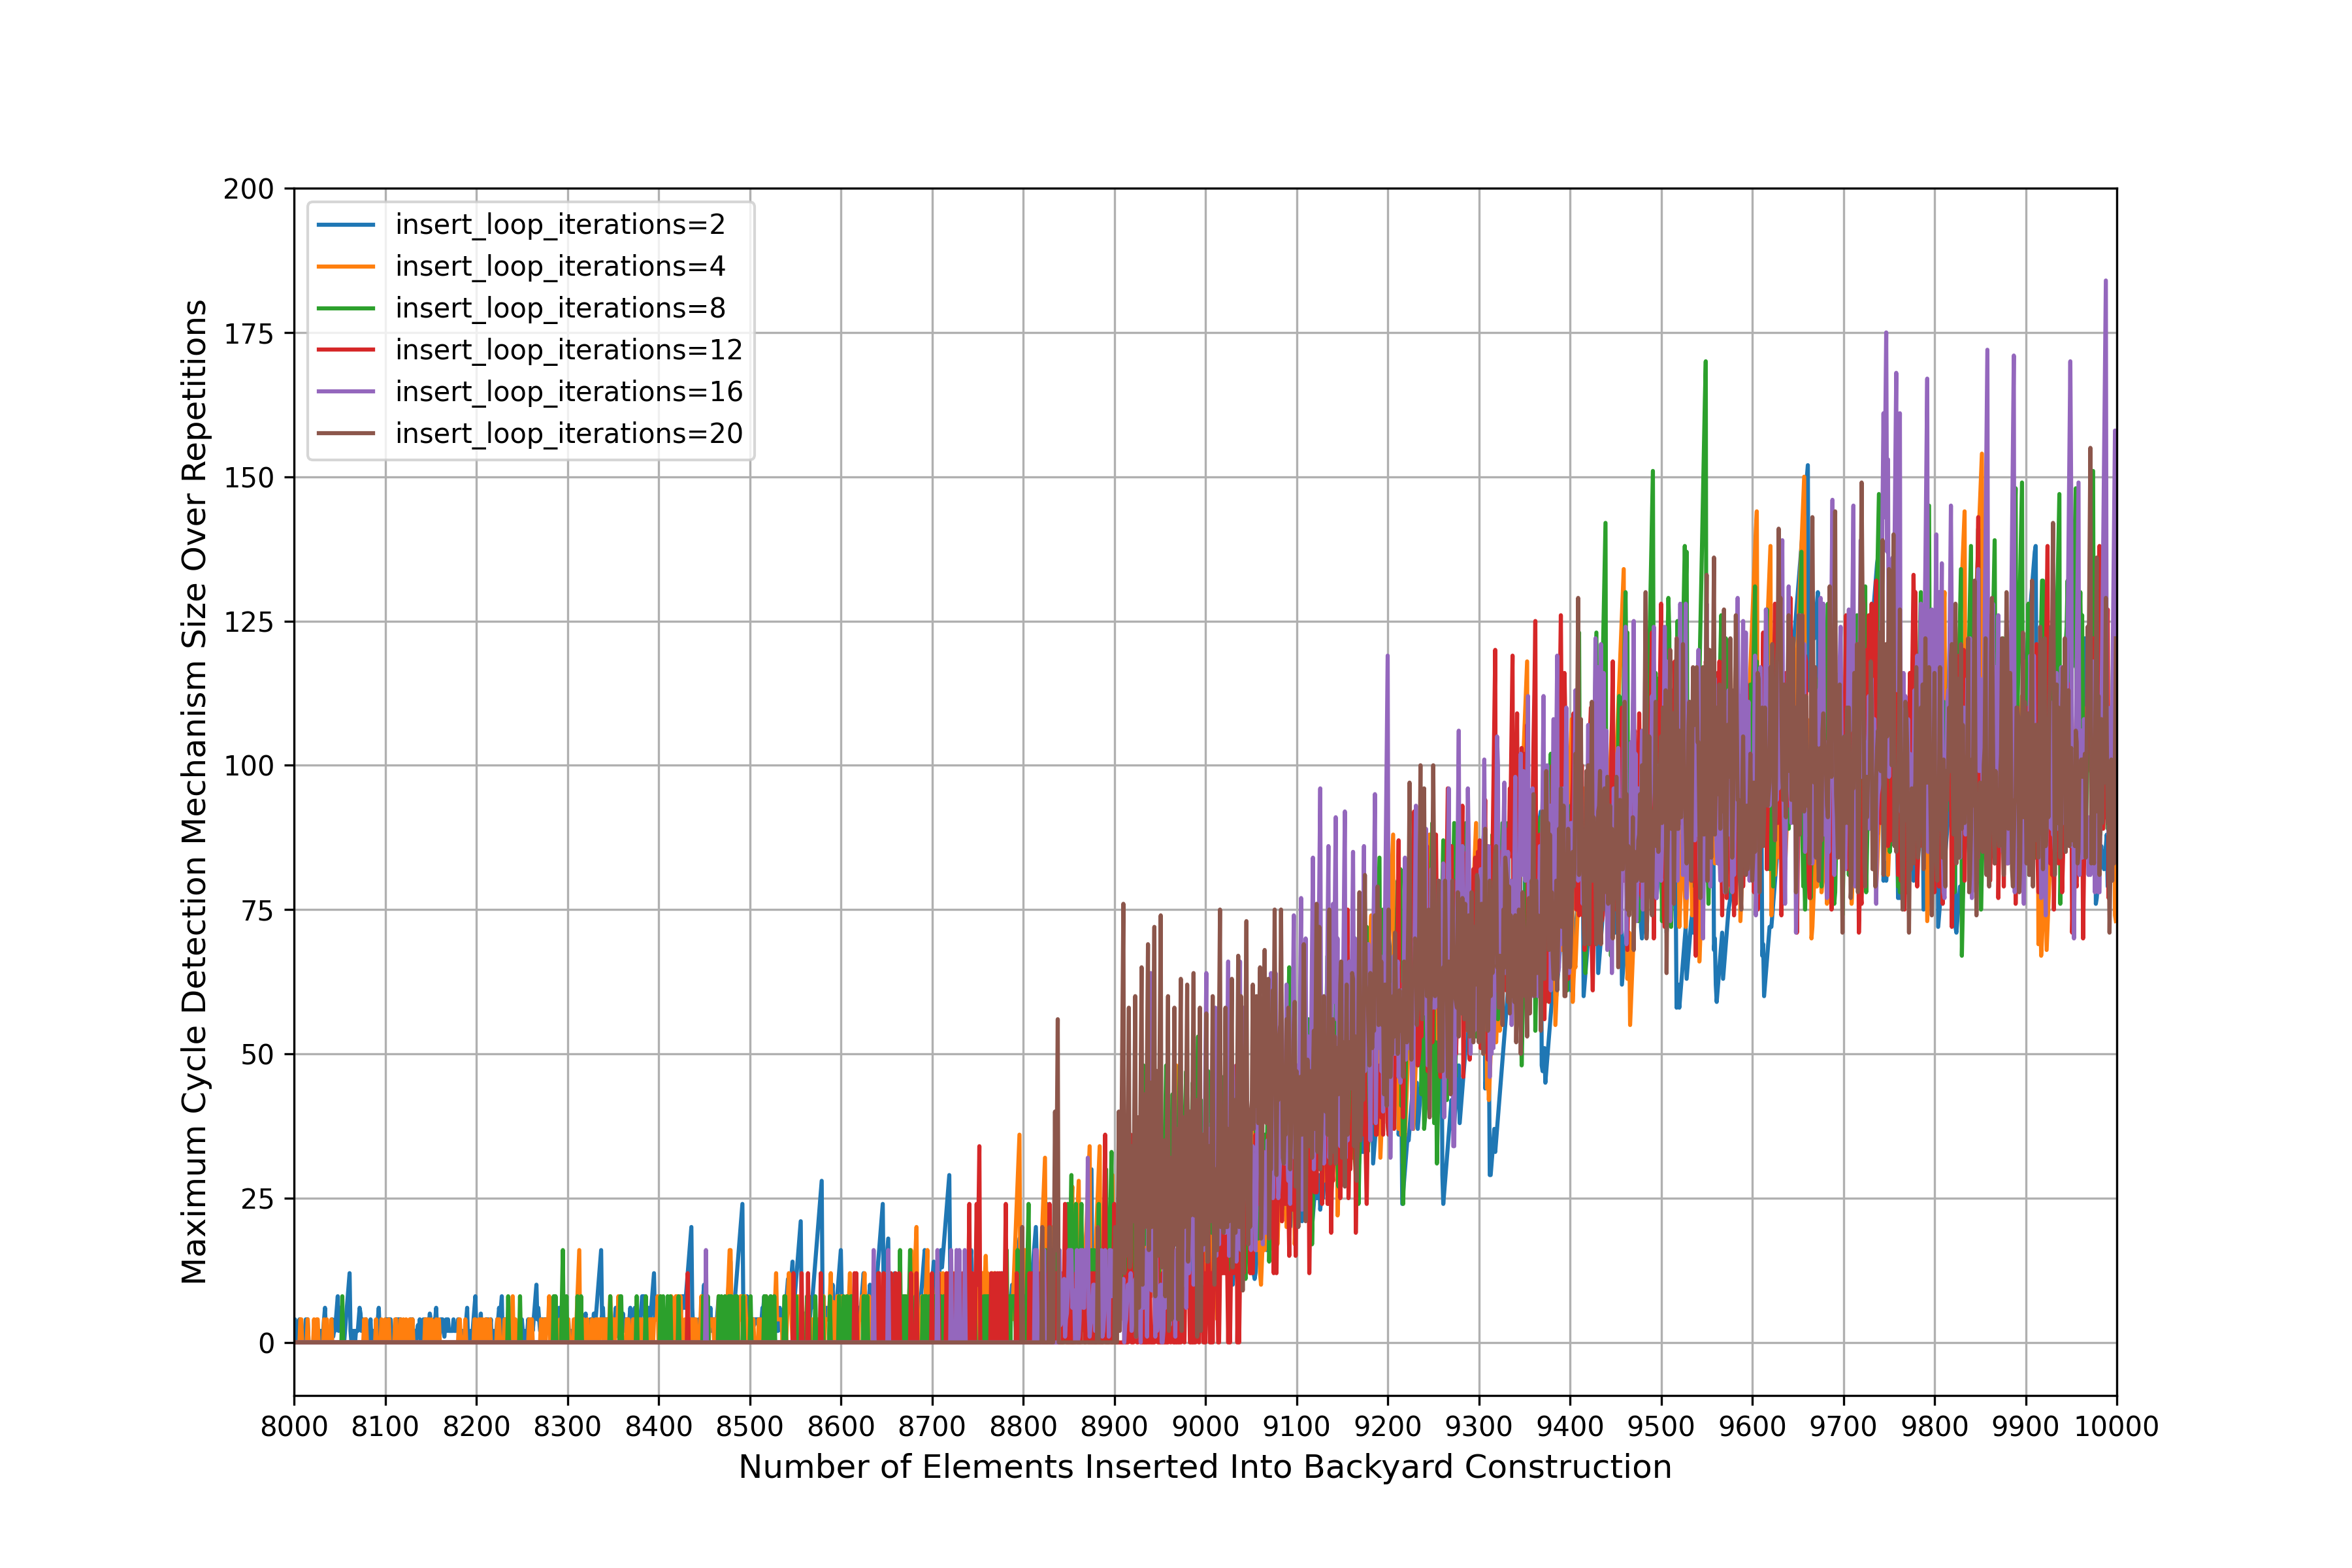 200
175
150
125
100
75
50
25
0
Maximum Cycle Detection Mechanism Size Over Repetitions
insert_loop_iterations=2
insert_loop_iterations=4
insert_loop_iterations=8
insert_loop_iterations=12
insert_loop_iterations=16
insert_loop_iterations=20
8000 8100 8200 8300 8400 8500 8600 8700 8800 8900 9000 9100 9200 9300 9400 9500 9600 9700 9800 9900 10000
Number of Elements Inserted Into Backyard Construction